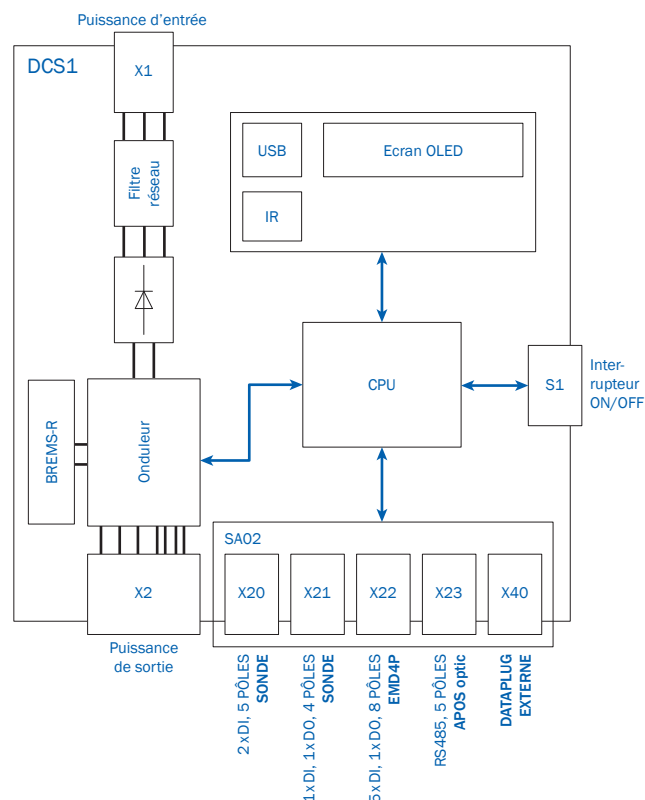 Puissance d'entrée
DCS1
X1
Filtre
réseau
USB
Ecran OLED
IR
CPU
S1
Inter-
rupteur
ON/OFF
BREMS-R
Onduleur
X2
Puissance
de sortie
SA02
X20
X21
X22
X23
X40
2 x DI, 5 PÔLES
SONDE
1 x DI, 1 x DO, 4 PÔLES
SONDE
5 x DI, 1 x DO, 8 PÔLES
EMD4P
RS485, 5 PÔLES
APOS optic
DATAPLUG
EXTERNE